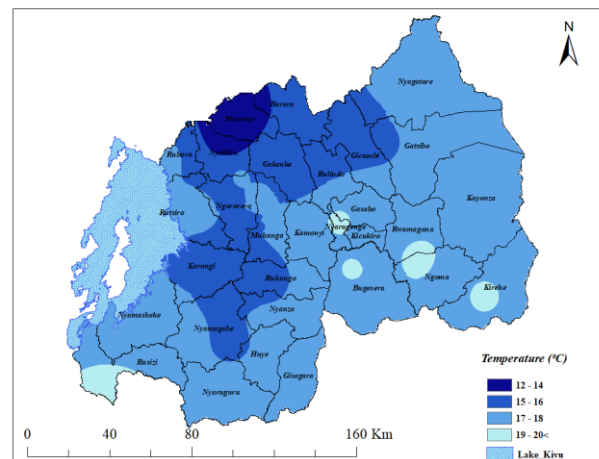 N
Nyagatare
Burera
Musanze
Rubavu
Nyabihu
Gakenke
Rulindo
Gicumbi
Gatsibo
Kayonza
Rutsiro
Ngororero
Muhanga
Kamonyi
Gasabo
Nyarugenge
Kicukiro
Rwamagana
Karongi
Ruhango
Bugesera
Ngoma
Kirehe
Nyamasheke
Nyanza
Nyamagabe
Rusizi
Huye
Gisagara
Nyaruguru
Temperature (°C)
12 - 14
15 - 16
17 - 18
19 - 20<
Lake_Kivu
0 40 80 160 Km